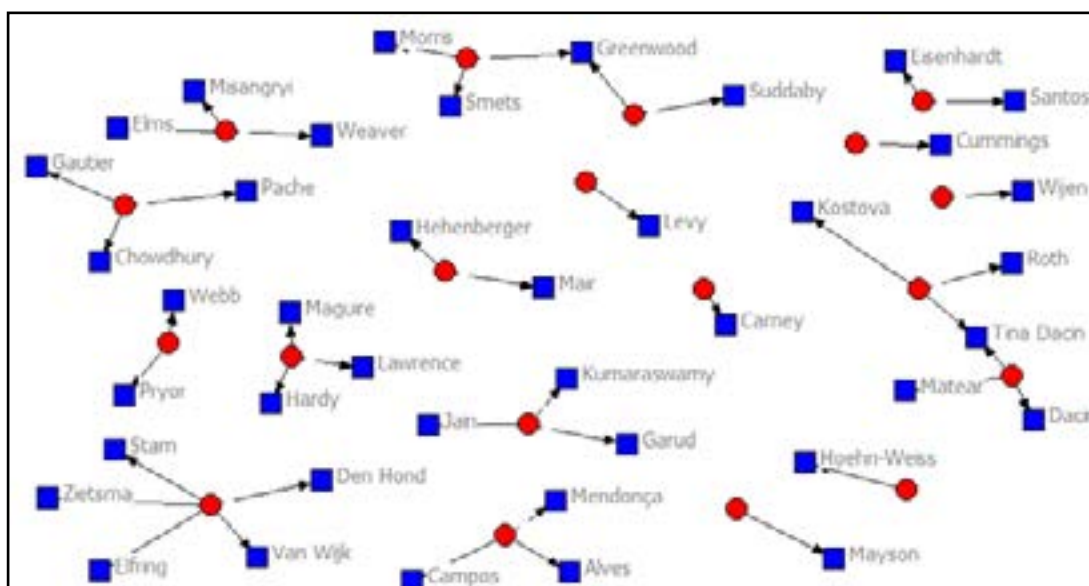 Morris
Greenwood
Eisenhardt
Misangryi
Smets
Suddaby
Santos
Elms
Weaver
Cummings
Gautier
Pache
Wijen
Kostova
Levy
Hehenberger
Chowdhury
Roth
Mair
Webb
Maguire
Carney
Tina Dacin
Lawrence
Kumaraswamy
Pryor
Hardy
Matear
Jain
Garud
Stam
Hoehn-Weiss
Den Hond
Zietsma
Mendonça
Van Wijk
Mayson
Elfring
Campos
Alves